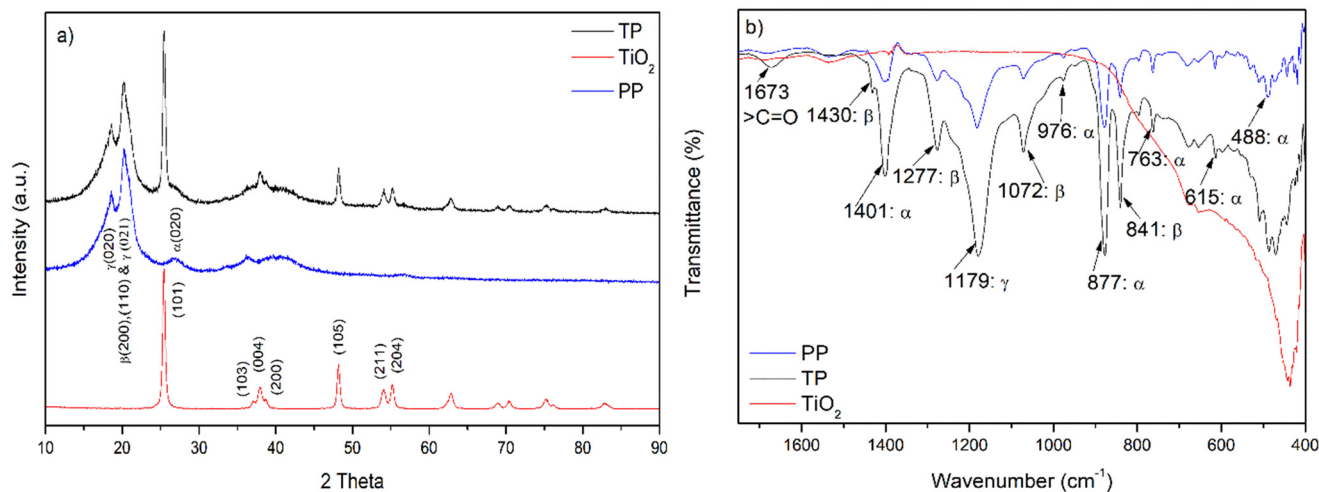 a)
TP
TiO2
PP
Intensity (a.u.)
γ(020)
β(200),(110) & γ(021)
α(020)
(101)
(103)
(004)
(200)
(105)
(211)
(204)
10 20 30 40 50 60 70 80 90
2 Theta
b)
Transmittance (%)
1673
>C=O
1430: β
1401: α
1277: β
1179: γ
1072: β
976: α
877: α
841: β
763: α
615: α
488: α
PP
TP
TiO2
1600 1400 1200 1000 800 600 400
Wavenumber (cm-1)